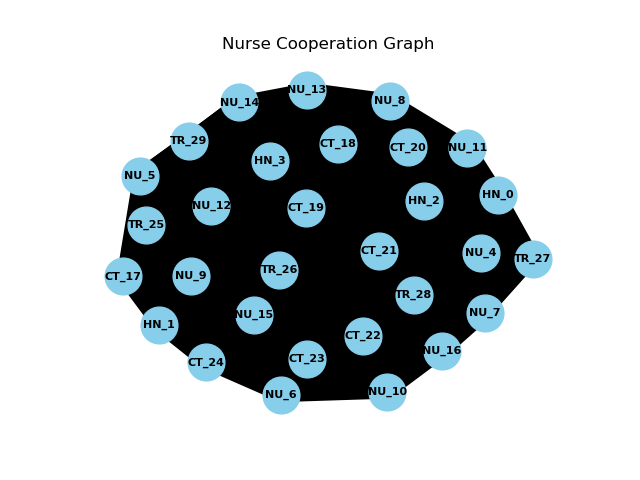 Nurse Cooperation Graph
NU_13
NU_14
NU_8
TR_29
CT_18
CT_20
NU_11
HN_3
NU_5
HN_0
HN_2
NU_12
CT_19
TR_25
CT_21
NU_4
TR_27
TR_26
CT_17
NU_9
TR_28
NU_7
NU_15
HN_1
CT_22
NU_16
CT_23
CT_24
NU_10
NU_6